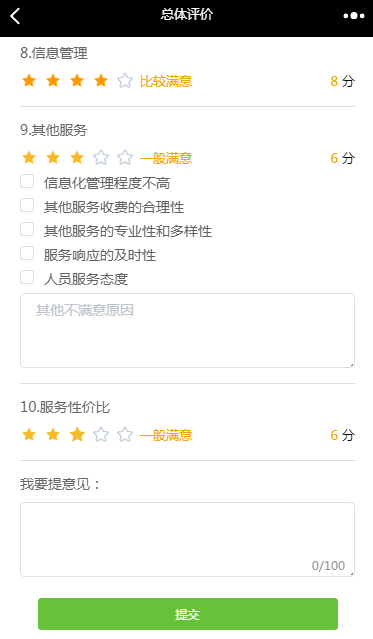 总体评价
8.信息管理
比较满意 8 分
9.其他服务
一般满意 6 分
信息化管理程度不高
其他服务收费的合理性
其他服务的专业性和多样性
服务响应的及时性
人员服务态度
其他不满意原因
10.服务性价比
一般满意 6 分
我要提意见：
0/100
提交